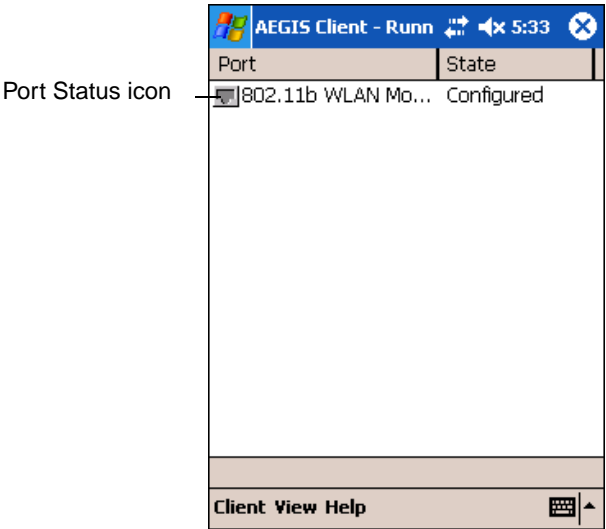 AEGIS Client - Runn 5:33
Port State
Port Status icon
802.11b WLAN Mo... Configured
Client View Help